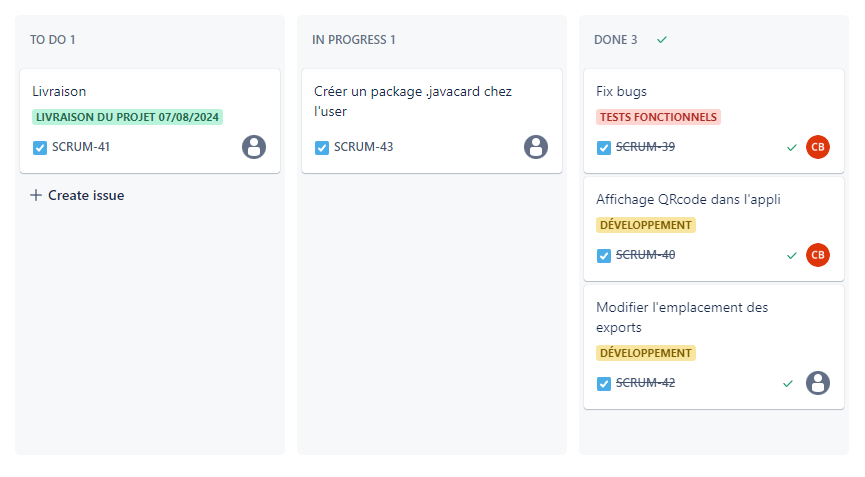 TO DO 1
Livraison
LIVRAISON DU PROJET 07/08/2024
SCRUM-41
+ Create issue
IN PROGRESS 1
Créer un package .javacard chez
l'user
SCRUM-43
DONE 3
Fix bugs
TESTS FONCTIONNELS
SCRUM-39
CB
Affichage QRcode dans l'appli
DÉVELOPPEMENT
SCRUM-40
CB
Modifier l'emplacement des
exports
DÉVELOPPEMENT
SCRUM-42